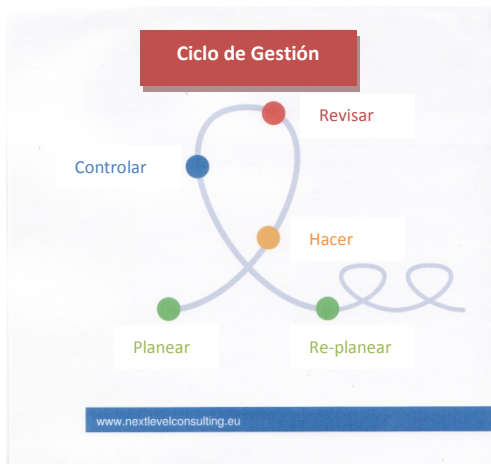 Ciclo de Gestión
Revisar
Controlar
Hacer
Planear
Re-planear
www.nextlevelconsulting.eu